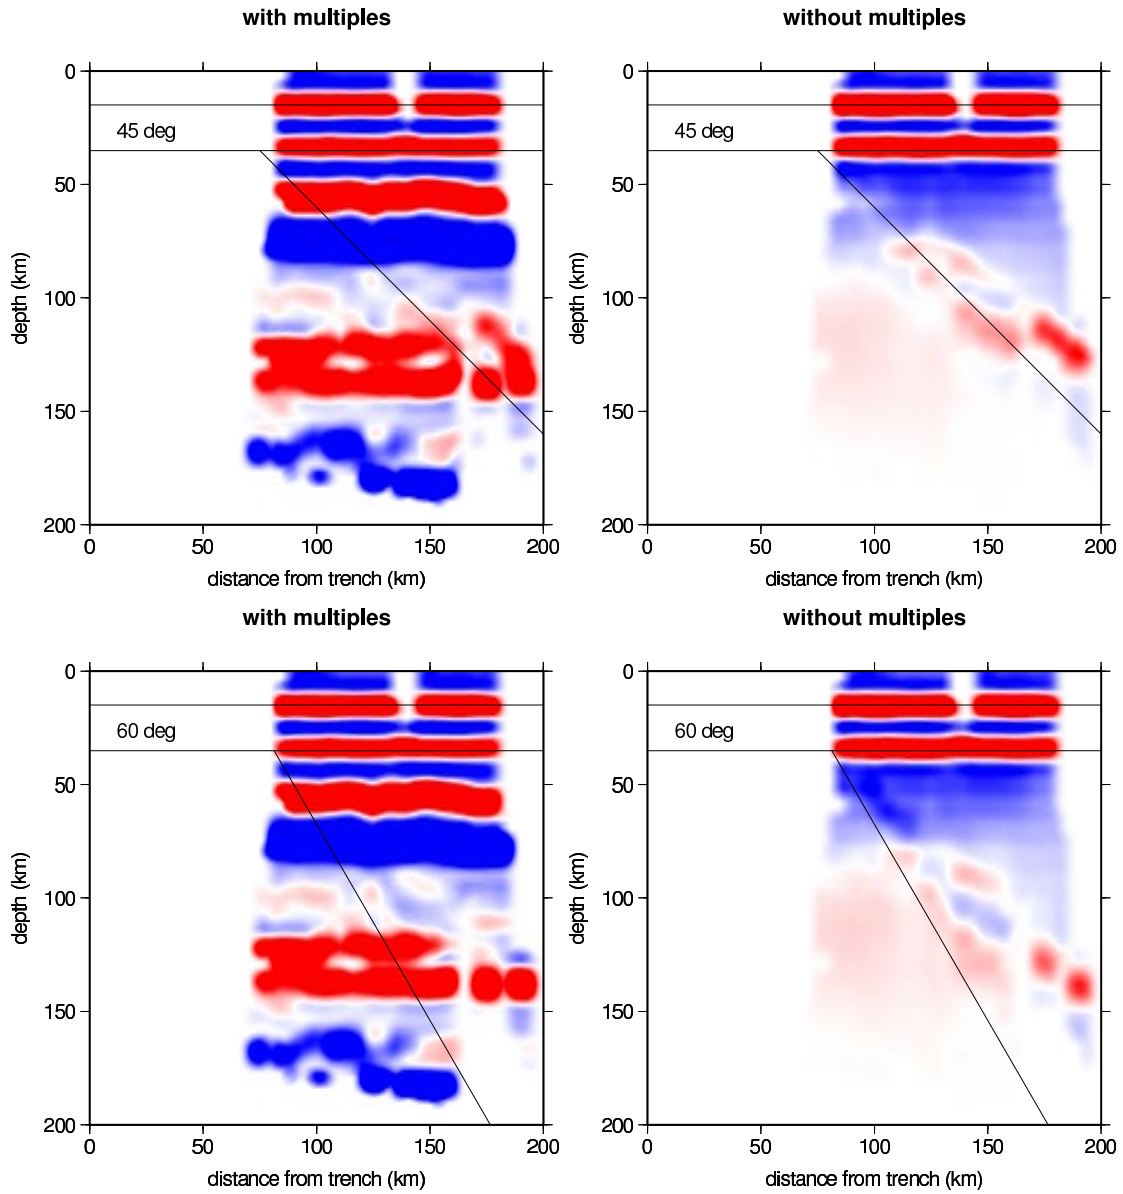 with multiples
without multiples
0
50
100
150
200
depth (km)
45 deg
0 50 100 150 200
distance from trench (km)
0
50
100
150
200
depth (km)
45 deg
0 50 100 150 200
distance from trench (km)
with multiples
without multiples
0
50
100
150
200
depth (km)
60 deg
0 50 100 150 200
distance from trench (km)
0
50
100
150
200
depth (km)
60 deg
0 50 100 150 200
distance from trench (km)